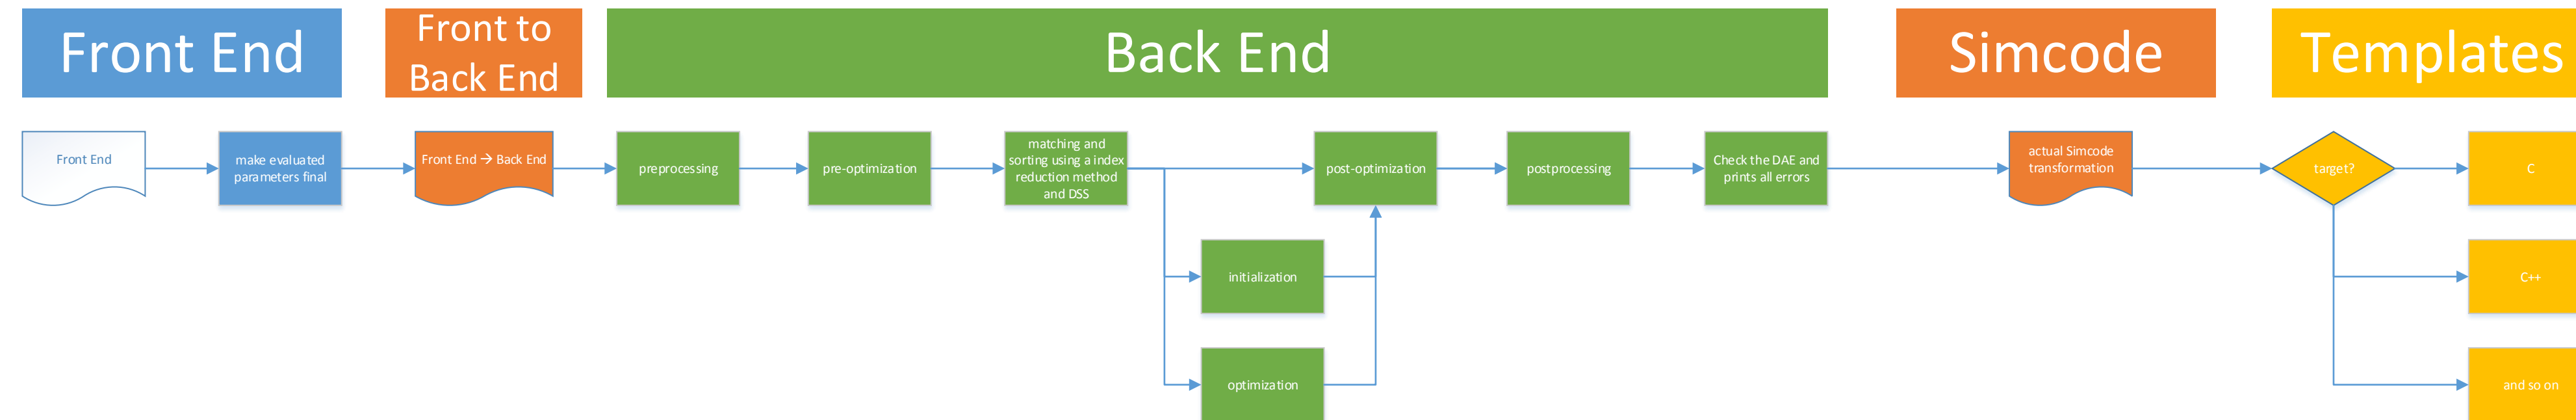 Front End
Front to
Back End
Back End
Simcode
Templates
Front End
make evaluated
parameters final
Front End → Back End
preprocessing
pre-optimization
matching and
sorting using a index
reduction method
and DSS
post-optimization
postprocessing
Check the DAE and
prints all errors
actual Simcode
transformation
target?
C
initialization
C++
optimization
and so on